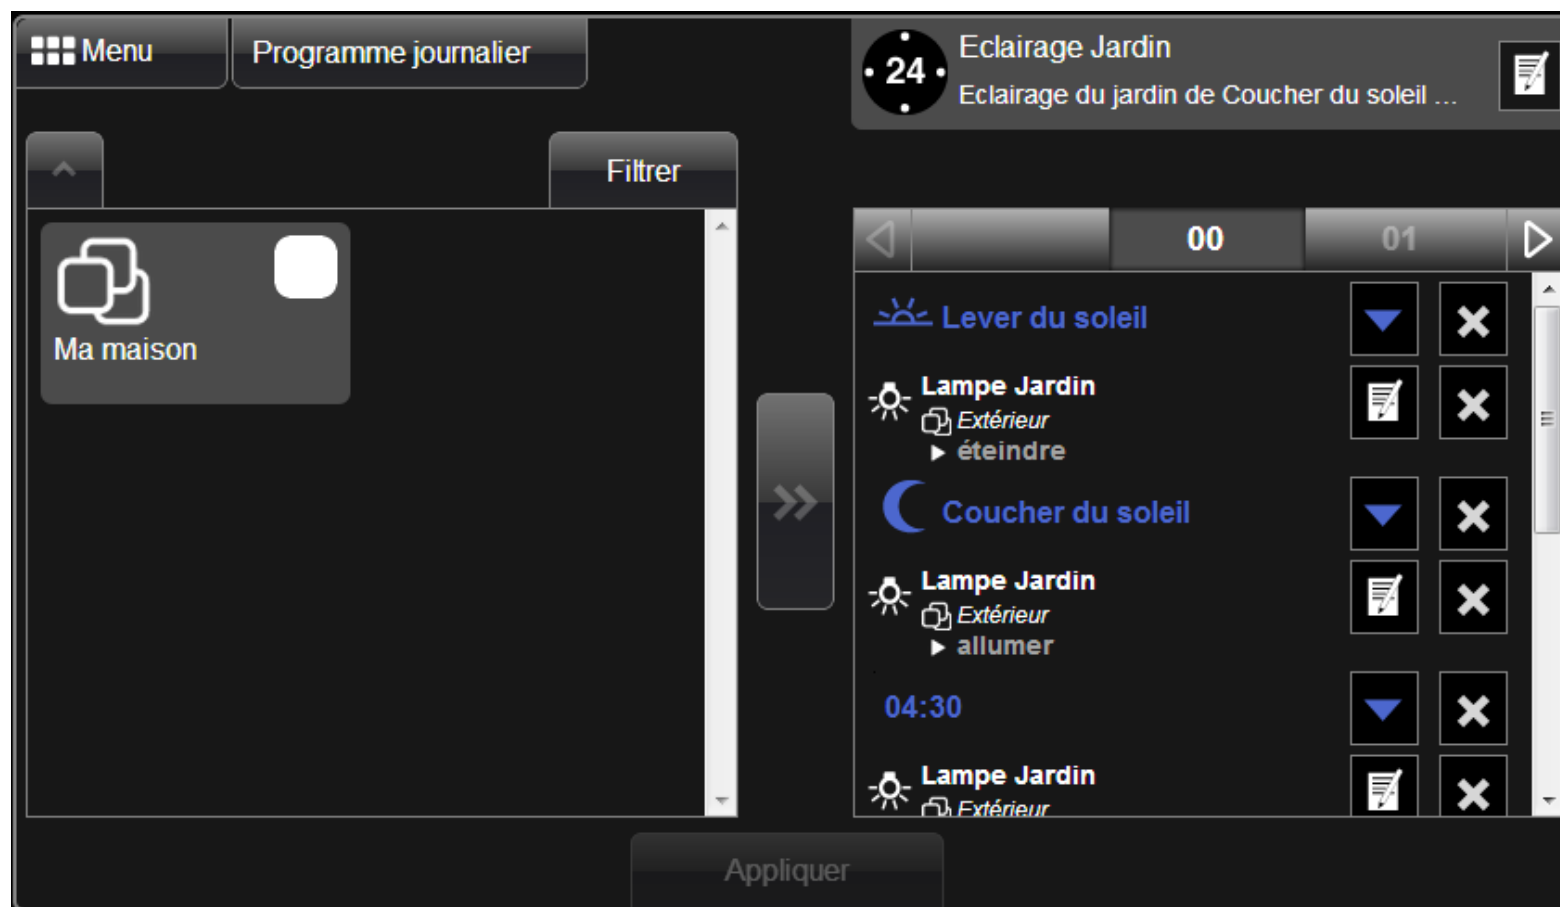 Menu
Programme journalier
24
Eclairage Jardin
Eclairage du jardin de Coucher du soleil ...
Filtrer
Ma maison
00
01
Lever du soleil
Lampe Jardin
Extérieur
éteindre
Coucher du soleil
Lampe Jardin
Extérieur
allumer
04:30
Lampe Jardin
Extérieur
Appliquer